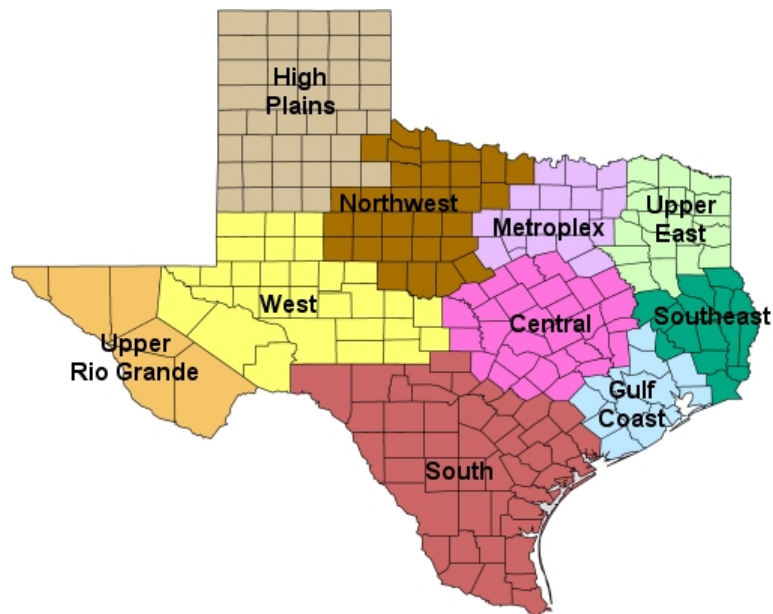 High
Plains
Northwest
Metroplex
Upper
East
West
Central
Southeast
Upper
Rio Grande
Gulf
Coast
South